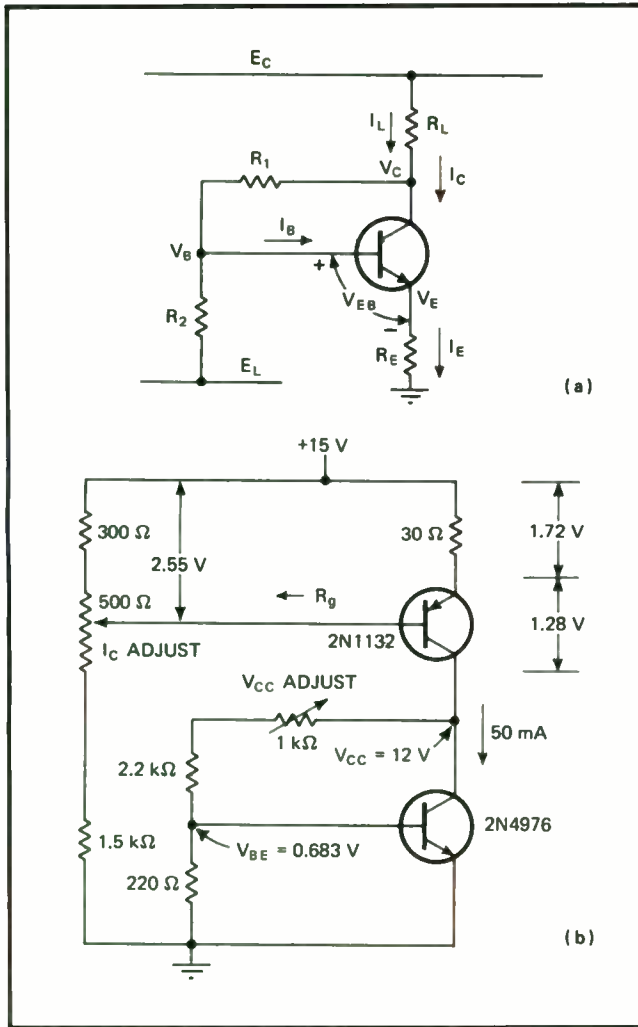 E_C
I_L
R_L
R_1
V_C
I_C
I_B
V_B
+
V_EB
V_E
−
R_2
R_E
I_E
E_L
(a)
+15 V
300 Ω
30 Ω
1.72 V
2.55 V
500 Ω
R_g
1.28 V
I_C ADJUST
2N1132
V_CC ADJUST
50 mA
1 kΩ
V_CC = 12 V
2.2 kΩ
2N4976
1.5 kΩ
V_BE = 0.683 V
220 Ω
(b)